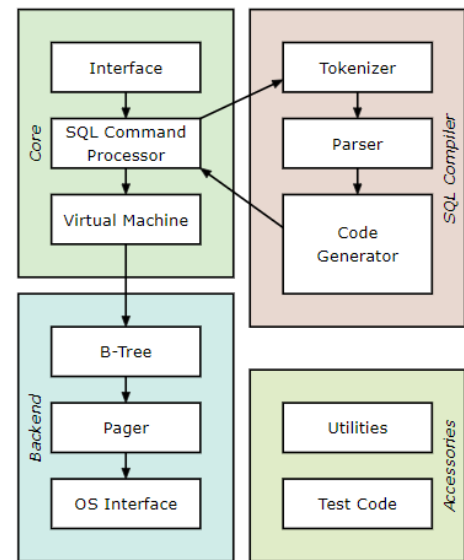 Core
Interface
SQL Command
Processor
Virtual Machine
SQL Compiler
Tokenizer
Parser
Code
Generator
Backend
B-Tree
Pager
OS Interface
Accessories
Utilities
Test Code